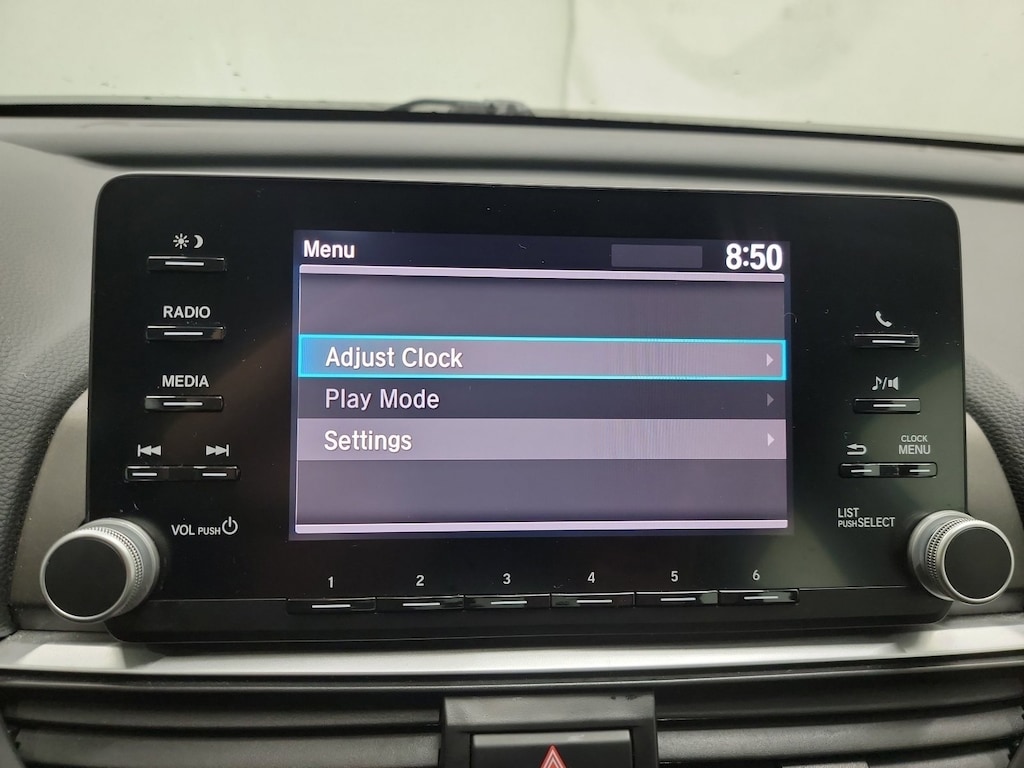 Menu
8:50
Adjust Clock
Play Mode
Settings
RADIO
MEDIA
VOL PUSH
CLOCK
MENU
LIST
PUSH SELECT
1 2 3 4 5 6